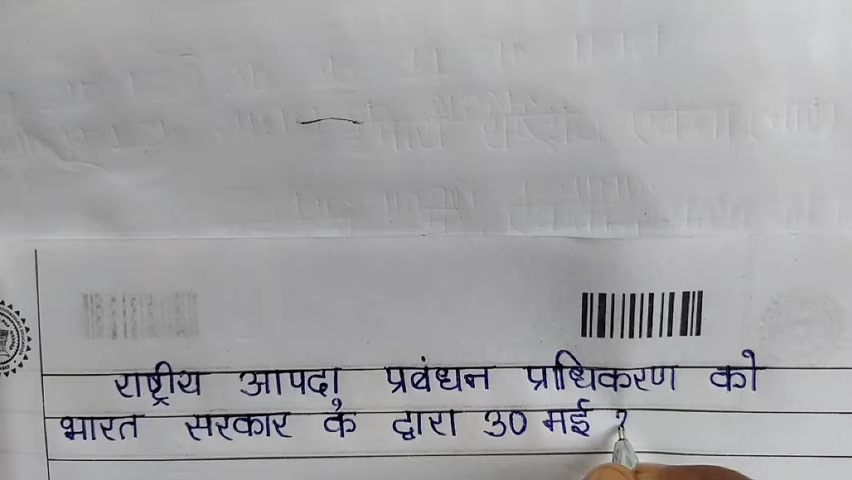 राष्ट्रीय आपदा प्रबंधन प्राधिकरण को
भारत सरकार के द्वारा 30 मई